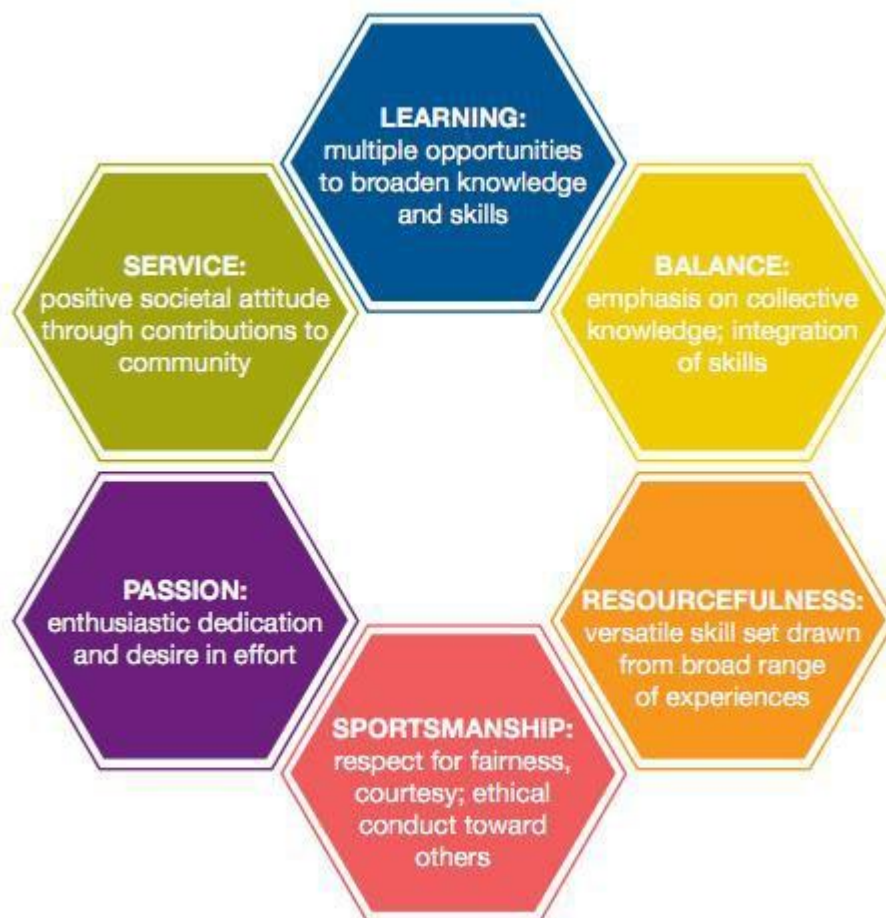 LEARNING:
multiple opportunities
to broaden knowledge
and skills
SERVICE:
positive societal attitude
through contributions to
community
BALANCE:
emphasis on collective
knowledge; integration
of skills
PASSION:
enthusiastic dedication
and desire in effort
RESOURCEFULNESS:
versatile skill set drawn
from broad range
of experiences
SPORTSMANSHIP:
respect for fairness,
courtesy; ethical
conduct toward
others